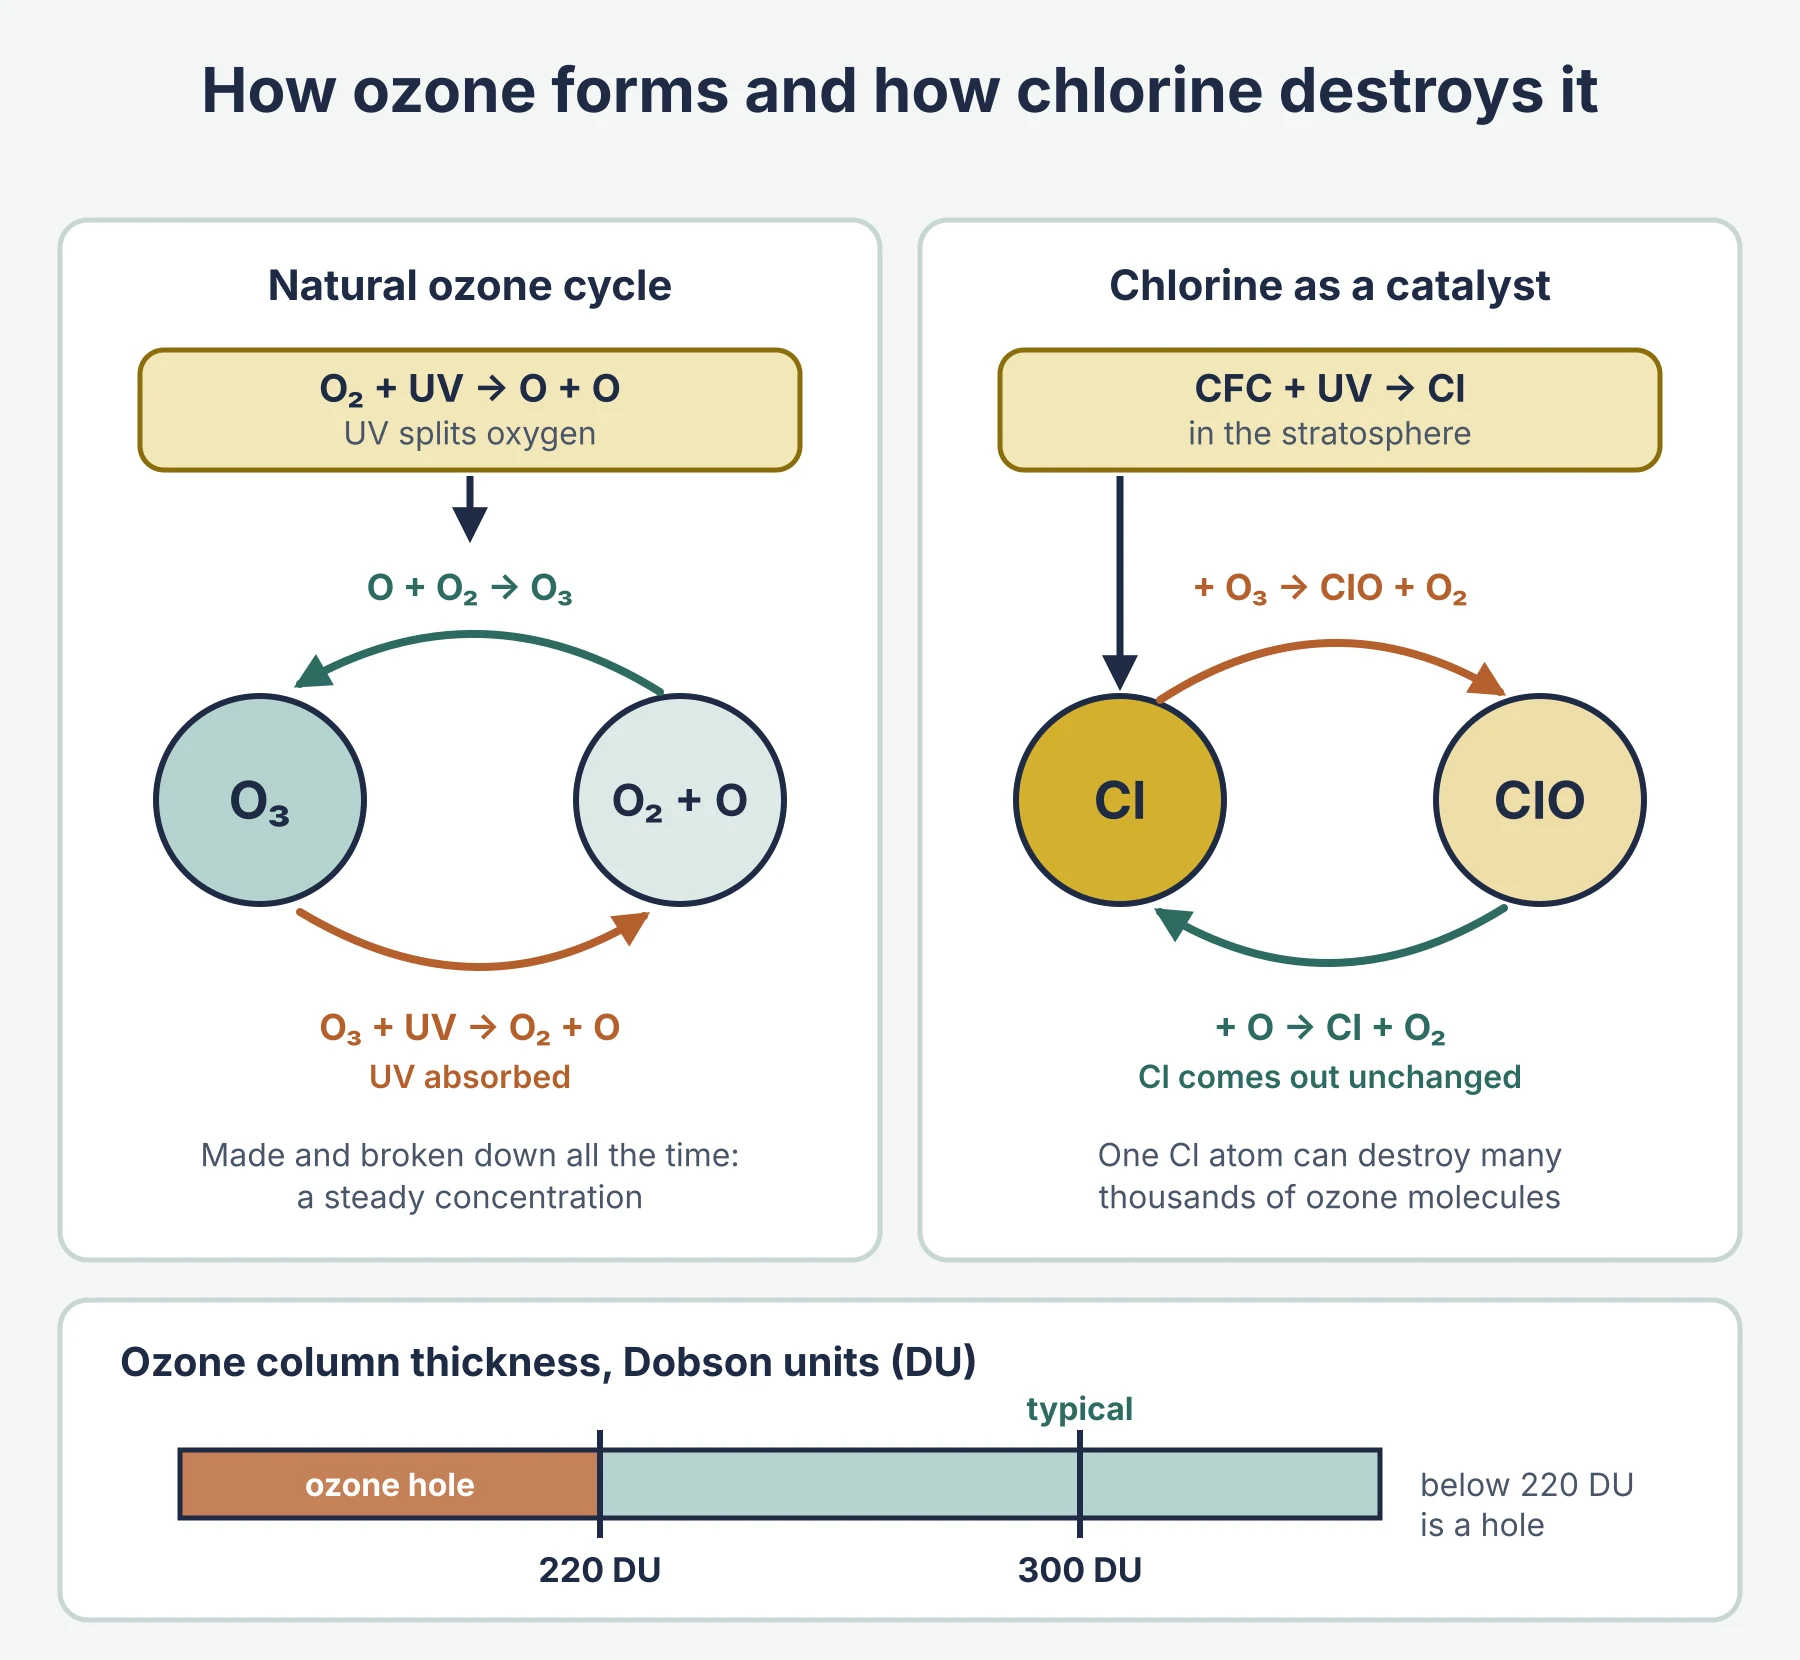 How ozone forms and how chlorine destroys it
Natural ozone cycle
O₂ + UV → O + O
UV splits oxygen
O + O₂ → O₃
O₃
O₂ + O
O₃ + UV → O₂ + O
UV absorbed
Made and broken down all the time:
a steady concentration
Chlorine as a catalyst
CFC + UV → Cl
in the stratosphere
+ O₃ → ClO + O₂
Cl
ClO
+ O → Cl + O₂
Cl comes out unchanged
One Cl atom can destroy many
thousands of ozone molecules
Ozone column thickness, Dobson units (DU)
typical
ozone hole
220 DU
300 DU
below 220 DU
is a hole